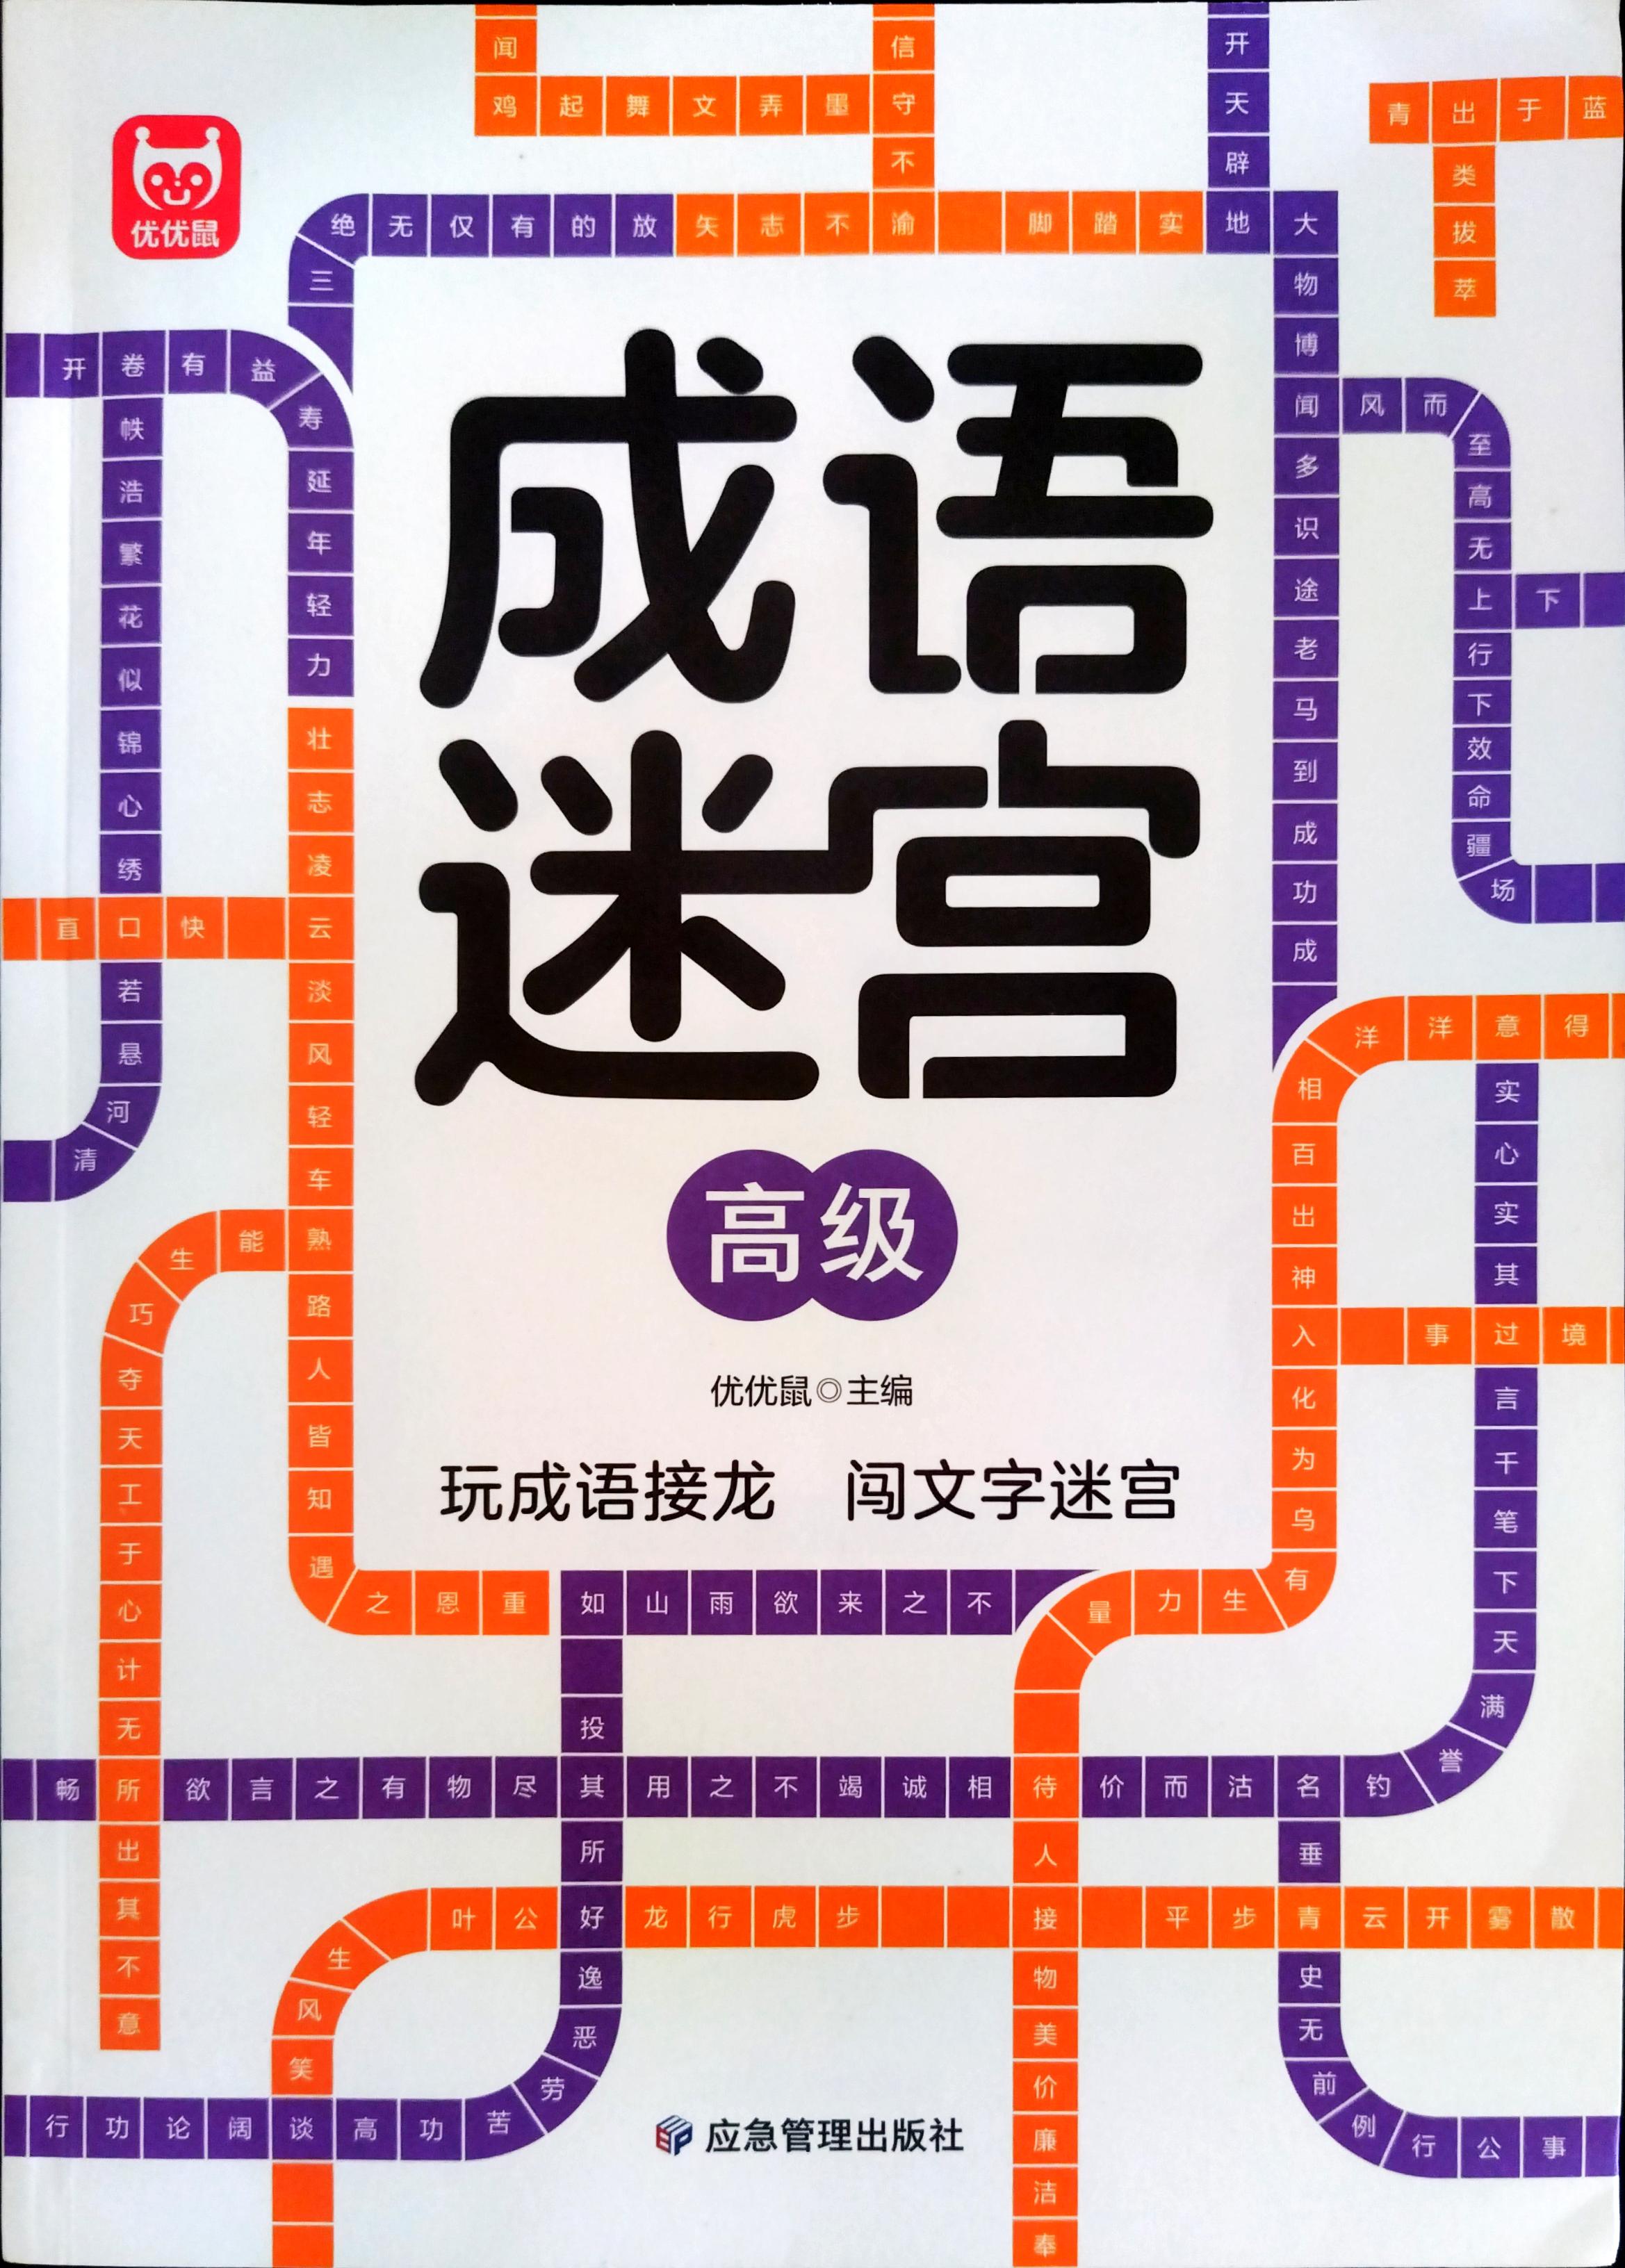 闻
信
开
鸡起舞文弄墨守
天
青出于蓝
不
辟
类
拔
萃
优优鼠
绝无仅有的放矢志不渝
脚踏实地大
三
物
博
开卷有益
寿
延
年
轻
力
帙
浩
繁
花
似
锦
心
绣
闻风而
至
高
无
上下
行
下
效
命
疆
场
多
识
途
老
马
到
成
功
成
成语
迷宫
壮
志
凌
云
直口快
若
悬
河
清
淡
风
轻
车
熟
能
生
巧
夺
天
工
于
心
计
无
路
人
皆
知
遇
之恩重
洋洋意得
相
百
出
神
入
事过境
实
心
实
其
言
千
笔
下
天
满
誉
化
为
乌
有
生
力
量
高级
优优鼠◎主编
玩成语接龙 闯文字迷宫
如山雨欲来之不
投
畅所欲言之有物尽其用之不竭诚相待价而沽名钓
出
其
不
意
所
人
垂
叶公好龙行虎步
接
平步青云开雾散
生
风
笑
逸
恶
劳
苦
物
美
价
廉
洁
奉
史
无
前
例
行公事
行功论阔谈高功
应急管理出版社